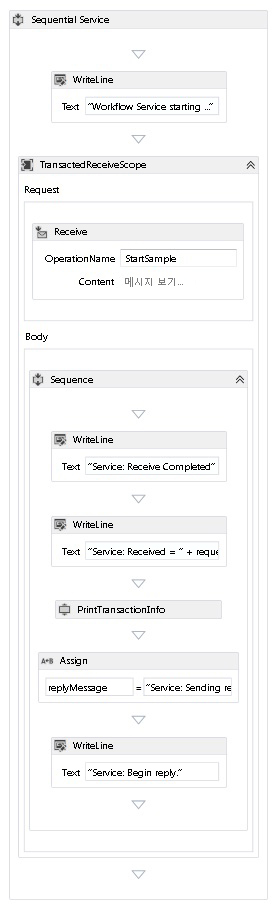 Sequential Service
WriteLine
Text "Workflow Service starting ..."
TransactedReceiveScope
Request
Receive
OperationName StartSample
Content 메시지 보기...
Body
Sequence
WriteLine
Text "Service: Receive Completed"
WriteLine
Text "Service: Received = " + reque
PrintTransactionInfo
A+B Assign
replyMessage = "Service: Sending re
WriteLine
Text "Service: Begin reply."